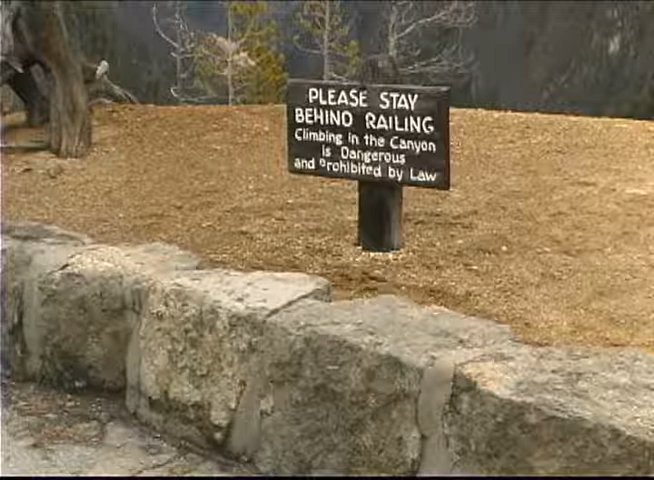 PLEASE STAY
BEHIND RAILING
Climbing in the Canyon
is Dangerous
and Prohibited by Law